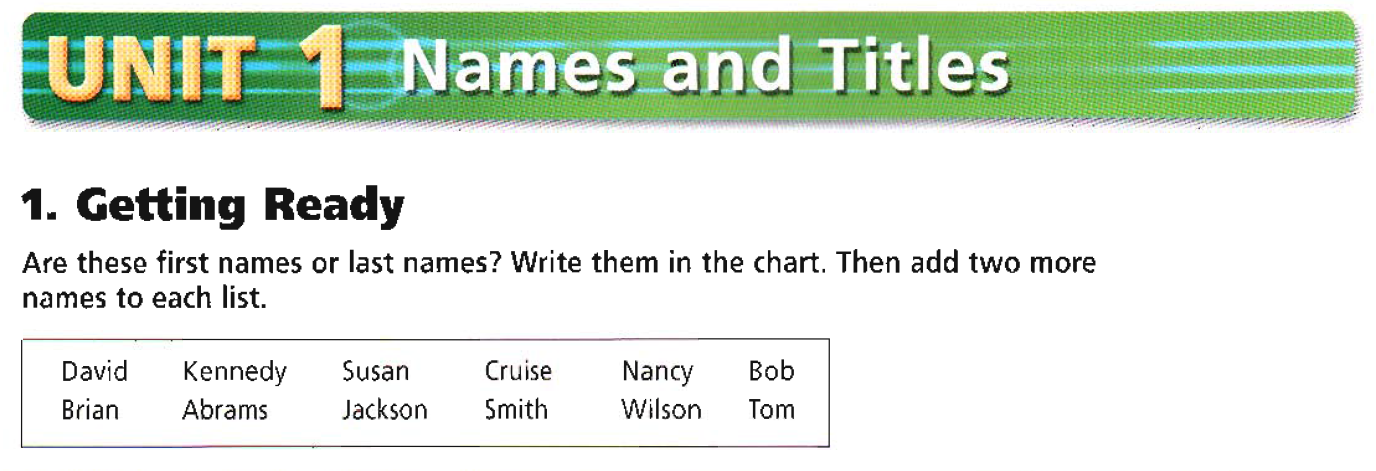 UNIT 1 Names and Titles
1. Getting Ready
Are these first names or last names? Write them in the chart. Then add two more
names to each list.
David Kennedy Susan Cruise Nancy Bob
Brian Abrams Jackson Smith Wilson Tom